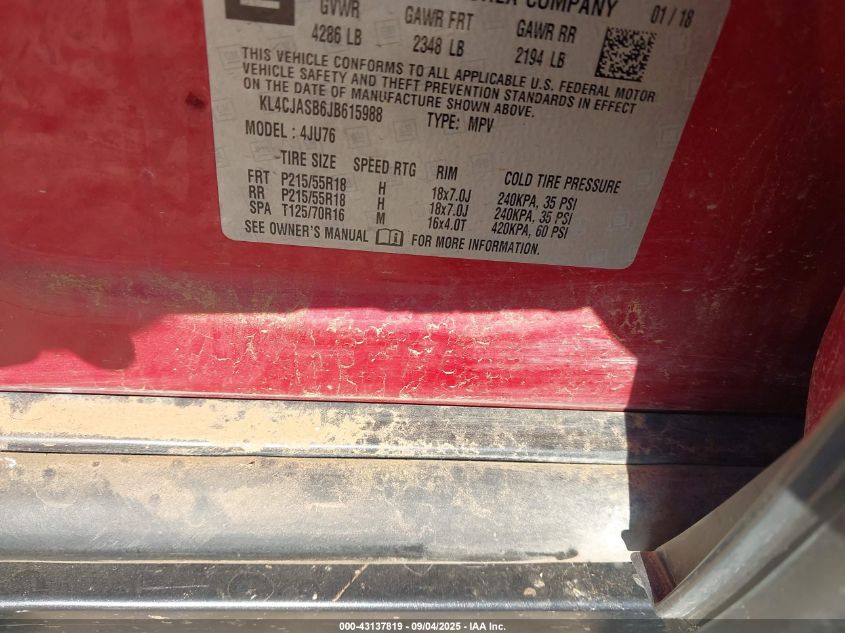 COMPANY 01/18
GVWR GAWR FRT GAWR RR
4286 LB 2348 LB 2194 LB
THIS VEHICLE CONFORMS TO ALL APPLICABLE U.S. FEDERAL MOTOR
VEHICLE SAFETY AND THEFT PREVENTION STANDARDS IN EFFECT
ON THE DATE OF MANUFACTURE SHOWN ABOVE.
KL4CJASB6JB615988 TYPE: MPV
MODEL: 4JU76
TIRE SIZE SPEED RTG RIM COLD TIRE PRESSURE
FRT P215/55R18 H 18x7.0J 240KPA, 35 PSI
RR P215/55R18 H 18x7.0J 240KPA, 35 PSI
SPA T125/70R16 M 16x4.0T 420KPA, 60 PSI
SEE OWNER'S MANUAL FOR MORE INFORMATION.
000-43137819 - 09/04/2025 - IAA Inc.